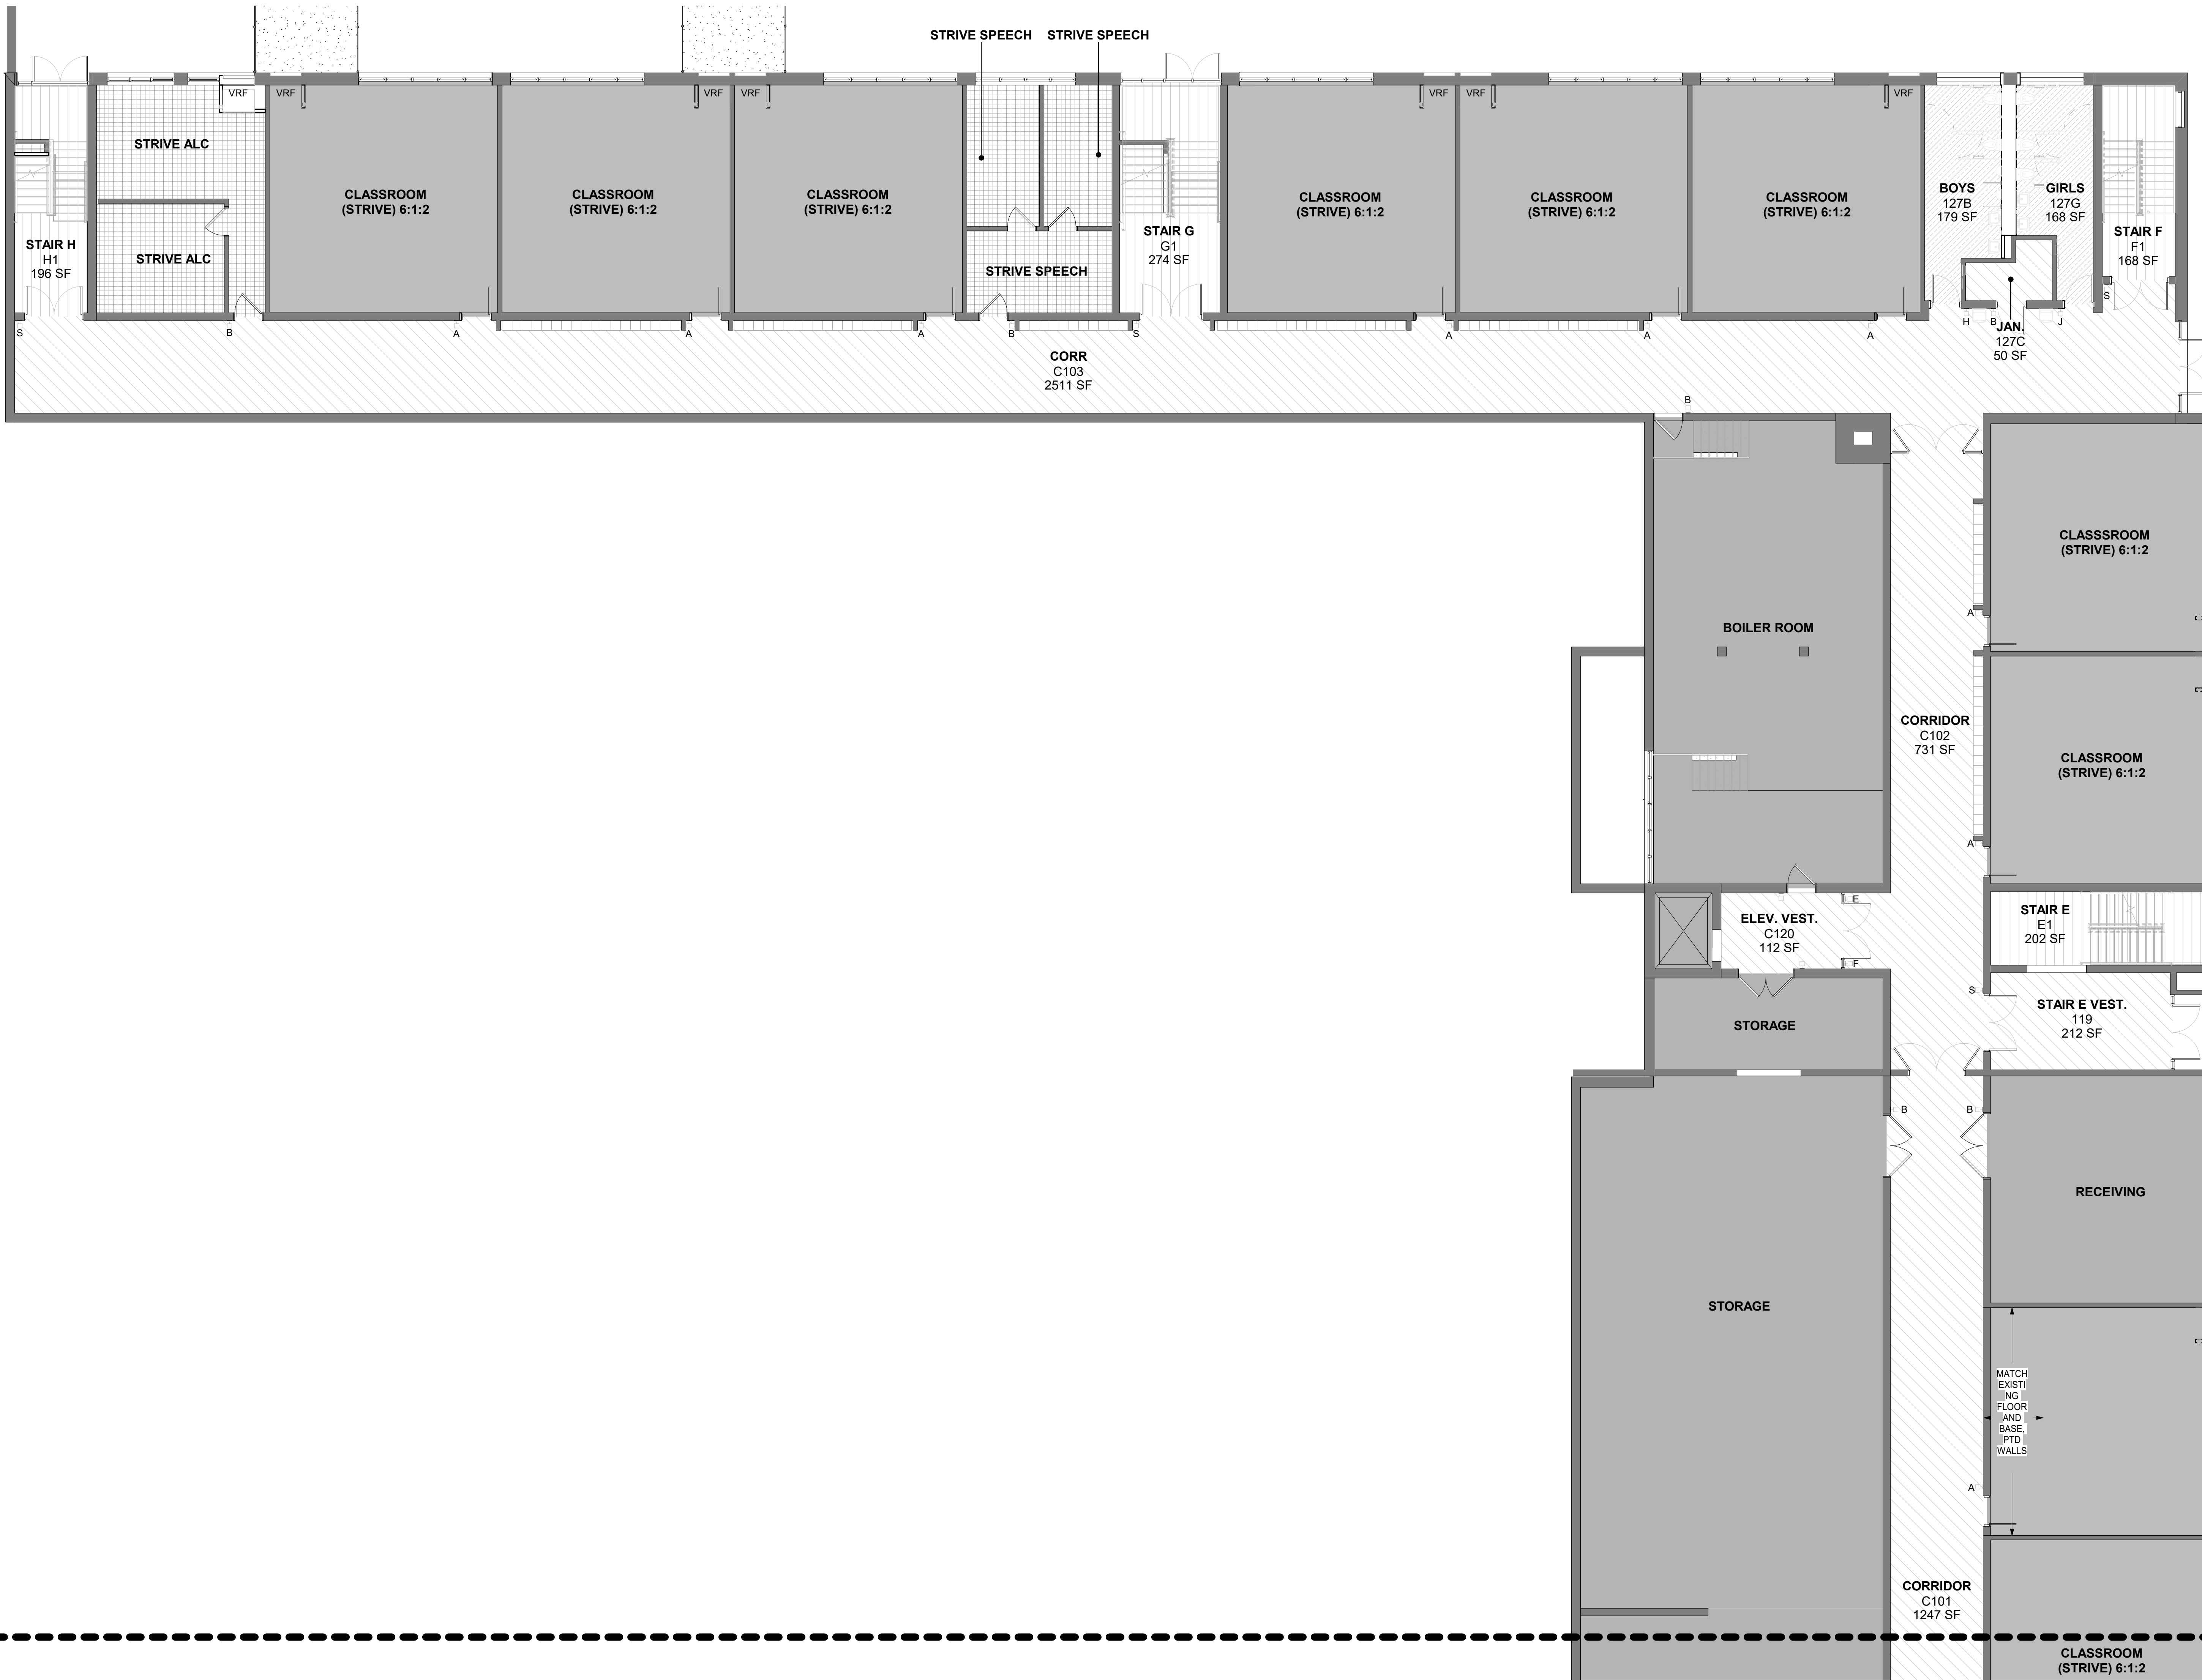 STRIVE SPEECH
STRIVE SPEECH
VRF
VRF
VRF
VRF
VRF
VRF
VRF
STRIVE ALC
CLASSROOM
(STRIVE) 6:1:2
CLASSROOM
(STRIVE) 6:1:2
CLASSROOM
(STRIVE) 6:1:2
CLASSROOM
(STRIVE) 6:1:2
CLASSROOM
(STRIVE) 6:1:2
CLASSROOM
(STRIVE) 6:1:2
BOYS
127B
179 SF
GIRLS
127G
168 SF
STAIR H
H1
196 SF
STRIVE ALC
STRIVE SPEECH
STAIR G
G1
274 SF
STAIR F
F1
168 SF
S
S
B
A
A
A
B
S
A
A
A
H
B
J
JAN.
127C
50 SF
CORR
C103
2511 SF
B
CLASSSROOM
(STRIVE) 6:1:2
A
BOILER ROOM
CORRIDOR
C102
731 SF
CLASSROOM
(STRIVE) 6:1:2
A
E
ELEV. VEST.
C120
112 SF
F
STAIR E
E1
202 SF
S
STAIR E VEST.
119
212 SF
STORAGE
B
B
RECEIVING
STORAGE
MATCH
EXISTI
NG
FLOOR
AND
BASE,
PTD
WALLS
A
CORRIDOR
C101
1247 SF
CLASSROOM
(STRIVE) 6:1:2